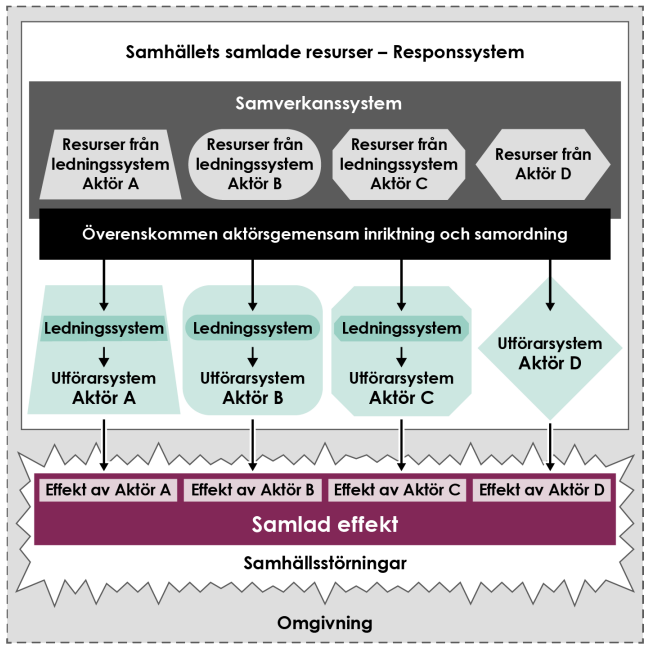 Samhällets samlade resurser – Responssystem
Samverkanssystem
Resurser från
ledningssystem
Aktör A
Resurser från
ledningssystem
Aktör B
Resurser från
ledningssystem
Aktör C
Resurser från
Aktör D
Överenskommen aktörsgemensam inriktning och samordning
Ledningssystem
Utförarsystem
Aktör A
Ledningssystem
Utförarsystem
Aktör B
Ledningssystem
Utförarsystem
Aktör C
Utförarsystem
Aktör D
Effekt av Aktör A
Effekt av Aktör B
Effekt av Aktör C
Effekt av Aktör D
Samlad effekt
Samhällsstörningar
Omgivning